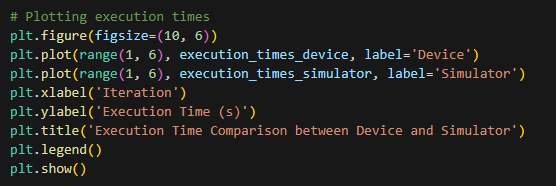 # Plotting execution times
plt.figure(figsize=(10, 6))
plt.plot(range(1, 6), execution_times_device, label='Device')
plt.plot(range(1, 6), execution_times_simulator, label='Simulator')
plt.xlabel('Iteration')
plt.ylabel('Execution Time (s)')
plt.title('Execution Time Comparison between Device and Simulator')
plt.legend()
plt.show()